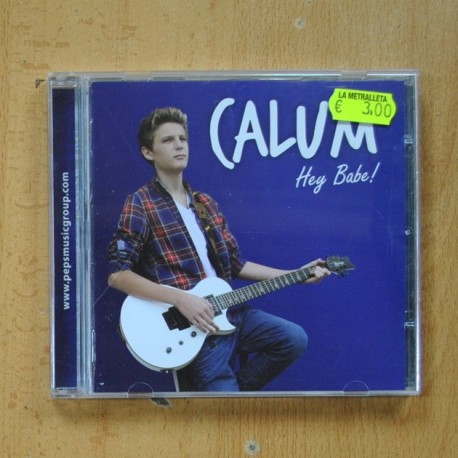 CALUM
Hey Babe!
LA METRALLETA
€ 3,00
www.pepsmusicgroup.com